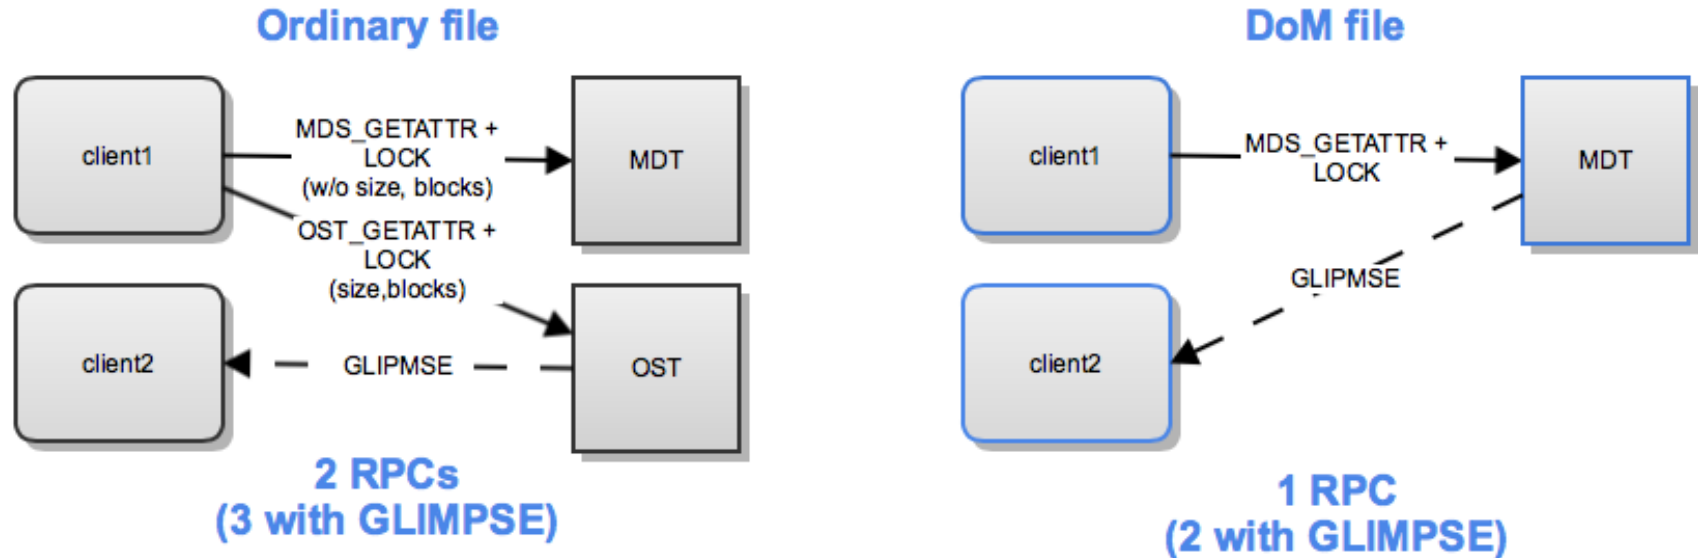 Ordinary file
client1
MDS_GETATTR +
LOCK
(w/o size, blocks)
MDT
OST_GETATTR +
LOCK
(size,blocks)
client2
GLIPMSE
OST
2 RPCs
(3 with GLIMPSE)
DoM file
client1
MDS_GETATTR +
LOCK
MDT
GLIPMSE
client2
1 RPC
(2 with GLIMPSE)